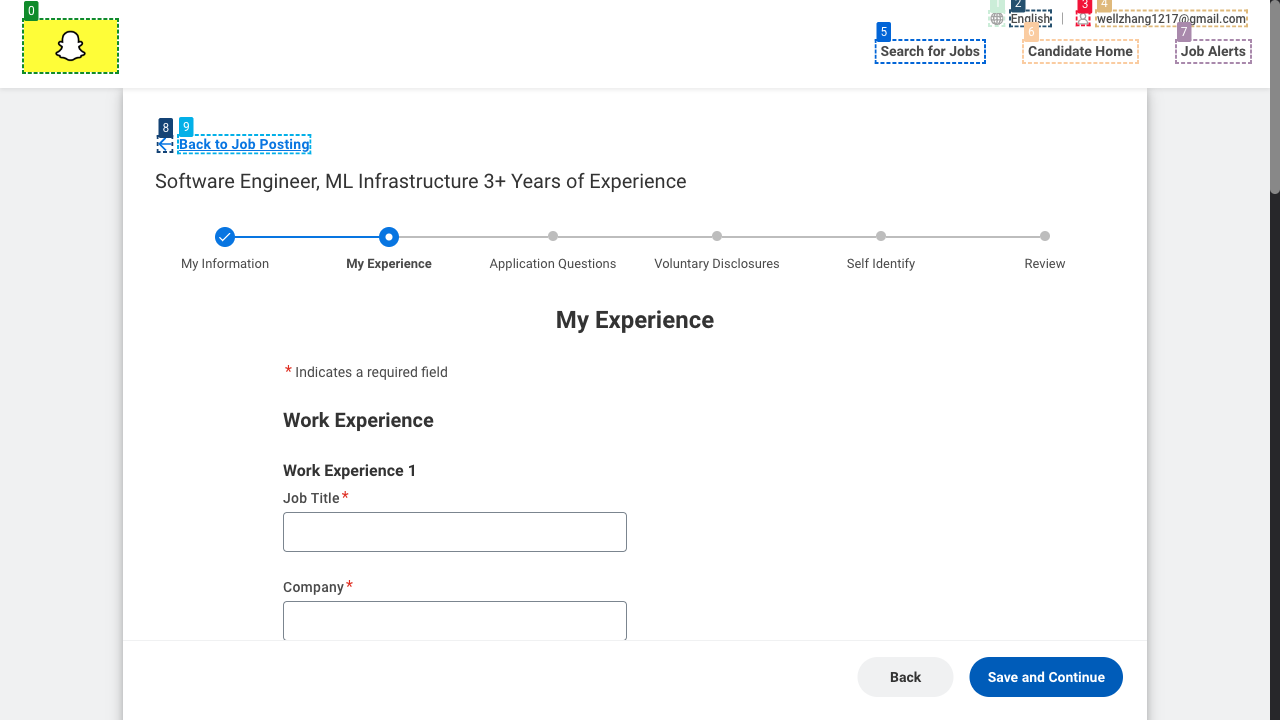 0
1
2
English
3
4
wellzhang1217@gmail.com
5
Search for Jobs
6
Candidate Home
7
Job Alerts
8
9
Back to Job Posting
Software Engineer, ML Infrastructure 3+ Years of Experience
My Information
My Experience
Application Questions
Voluntary Disclosures
Self Identify
Review
My Experience
* Indicates a required field
Work Experience
Work Experience 1
Job Title*
Company*
Back
Save and Continue